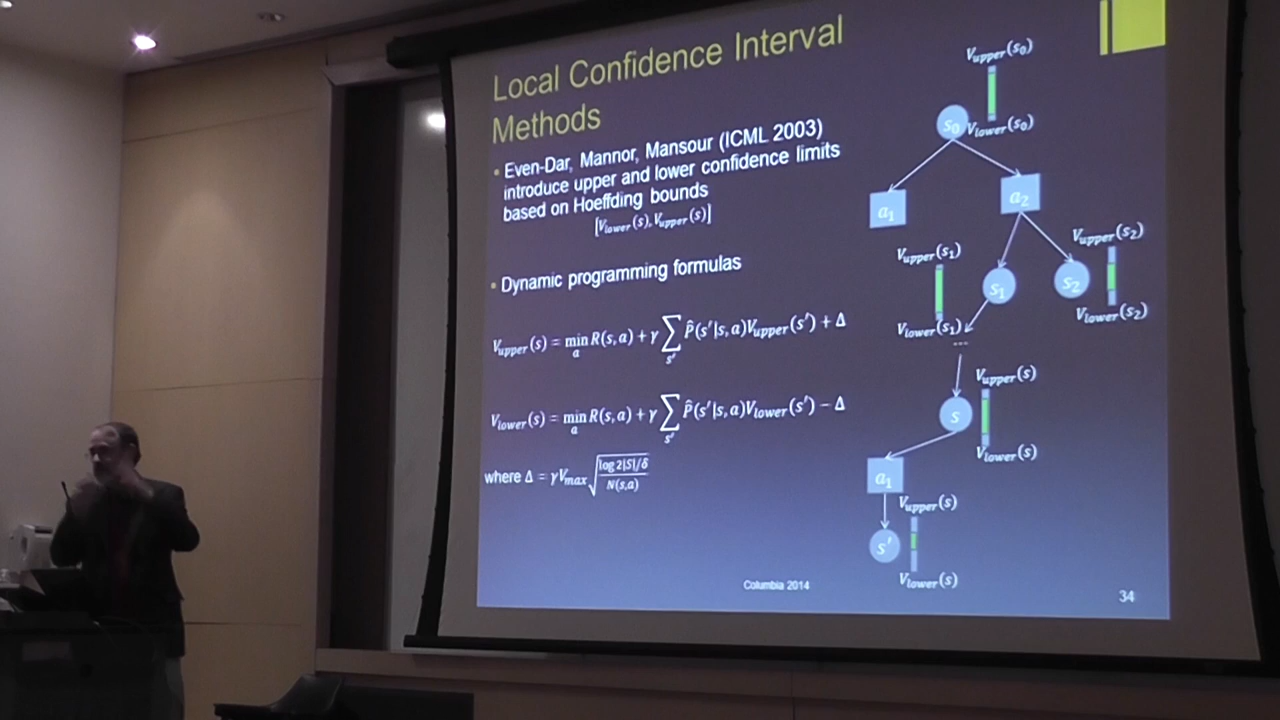 Local Confidence Interval
Methods
• Even-Dar, Mannor, Mansour (ICML 2003)
introduce upper and lower confidence limits
based on Hoeffding bounds
[V_lower(s), V_upper(s)]
• Dynamic programming formulas
V_upper(s) = min_a R(s, a) + γ ∑_s' P̂(s'|s, a)V_upper(s') + Δ
V_lower(s) = min_a R(s, a) + γ ∑_s' P̂(s'|s, a)V_lower(s') − Δ
where Δ = γV_max √(log 2|S|/δ / N(s,a))
V_upper(s₀)
s₀
V_lower(s₀)
a₁
a₂
V_upper(s₁)
s₁
V_lower(s₁)
V_upper(s₂)
s₂
V_lower(s₂)
...
V_upper(s)
s
V_lower(s)
a₁
V_upper(s)
s'
V_lower(s)
Columbia 2014
34